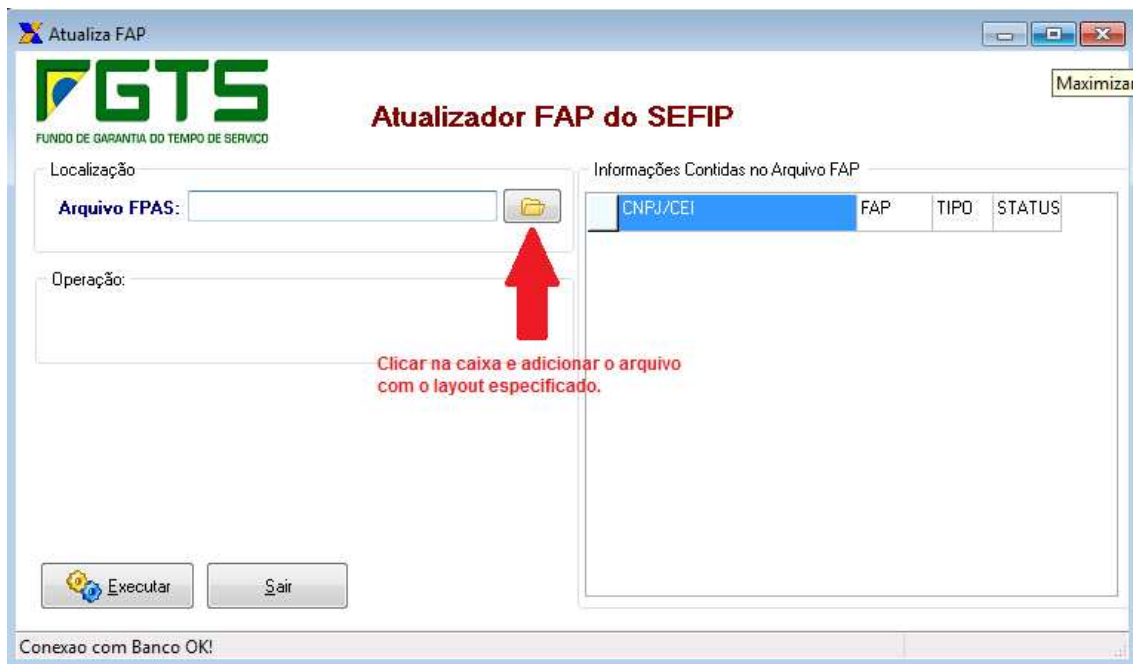 Atualiza FAP
Maximizar
FGTS
FUNDO DE GARANTIA DO TEMPO DE SERVIÇO
Atualizador FAP do SEFIP
Localização
Arquivo FPAS:
Operação:
Clicar na caixa e adicionar o arquivo
com o layout especificado.
Informações Contidas no Arquivo FAP
CNPJ/CEI FAP TIPO STATUS
Executar Sair
Conexao com Banco OK!